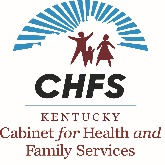 CHFS
KENTUCKY
Cabinet for Health and
Family Services